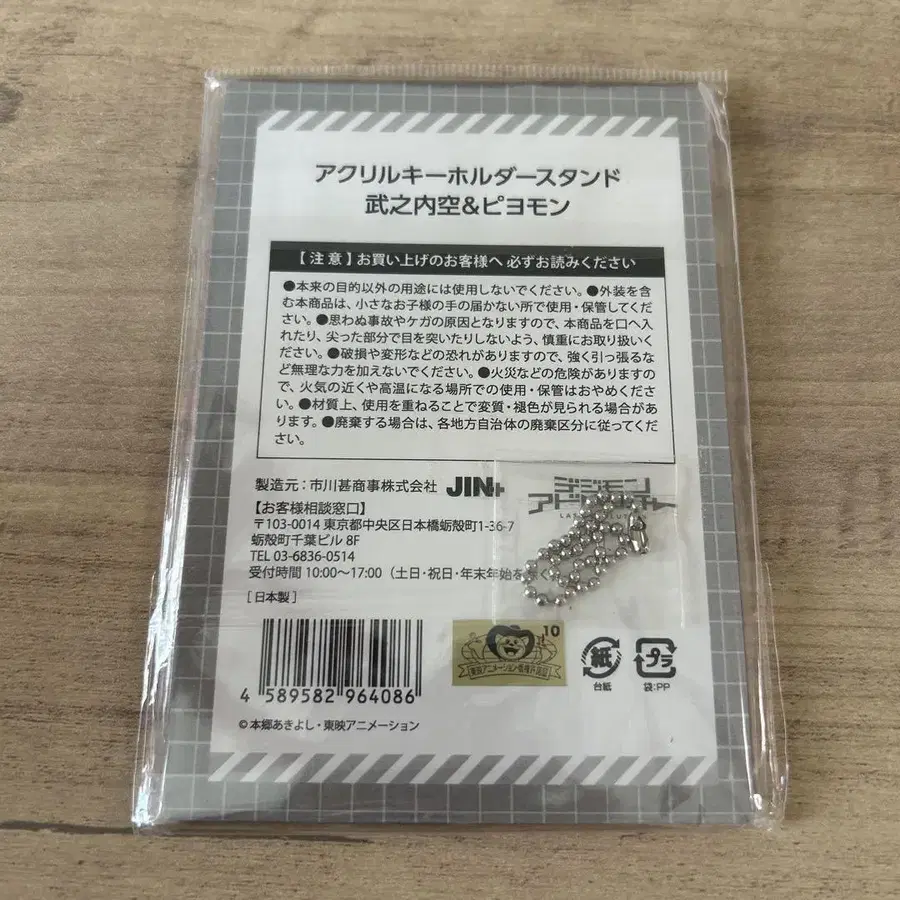 アクリルキーホルダースタンド
武之内空&ピヨモン
【注意】お買い上げのお客様へ 必ずお読みください
●本来の目的以外の用途には使用しないでください。●外装を含
む本商品は、小さなお子様の手の届かない所で使用・保管してくだ
さい。●思わぬ事故やケガの原因となりますので、本商品を口へ入
れたり、尖った部分で目を突いたりしないよう、慎重にお取り扱いく
ださい。●破損や変形などの恐れがありますので、強く引っ張るな
ど無理な力を加えないでください。●火災などの危険がありますの
で、火気の近くや高温になる場所での使用・保管はおやめくださ
い。●材質上、使用を重ねることで変質・褪色が見られる場合があ
ります。●廃棄する場合は、各地方自治体の廃棄区分に従ってくだ
さい。
製造元:市川甚商事株式会社 JIN+
デジモン
【お客様相談窓口】
〒103-0014 東京都中央区日本橋蛎殻町1-36-7
蛎殻町千葉ビル 8F
TEL 03-6836-0514
受付時間 10:00〜17:00(土日・祝日・年末年始を除く
[日本製]
10
東映アニメーション
紙
台紙
プラ
袋:PP
4 589582 964086
©本郷あきよし・東映アニメーション